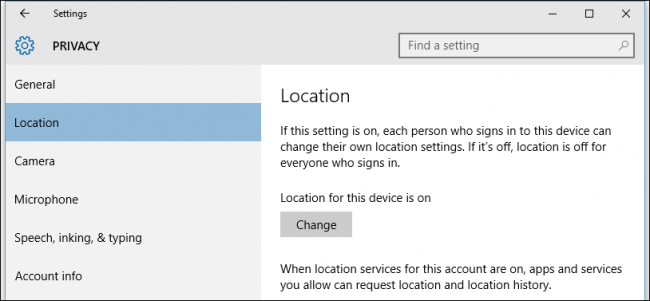 Settings
PRIVACY
Find a setting
General
Location
Camera
Microphone
Speech, inking, & typing
Account info
Location
If this setting is on, each person who signs in to this device can
change their own location settings. If it's off, location is off for
everyone who signs in.
Location for this device is on
Change
When location services for this account are on, apps and services
you allow can request location and location history.